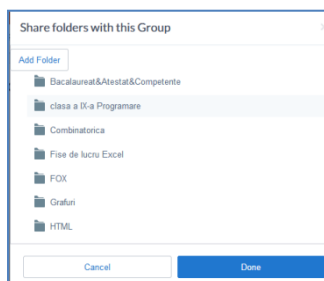 Share folders with this Group
Add Folder
Bacalaureat&Atestat&Competente
clasa a IX-a Programare
Combinatorica
Fise de lucru Excel
FOX
Grafuri
HTML
Cancel
Done